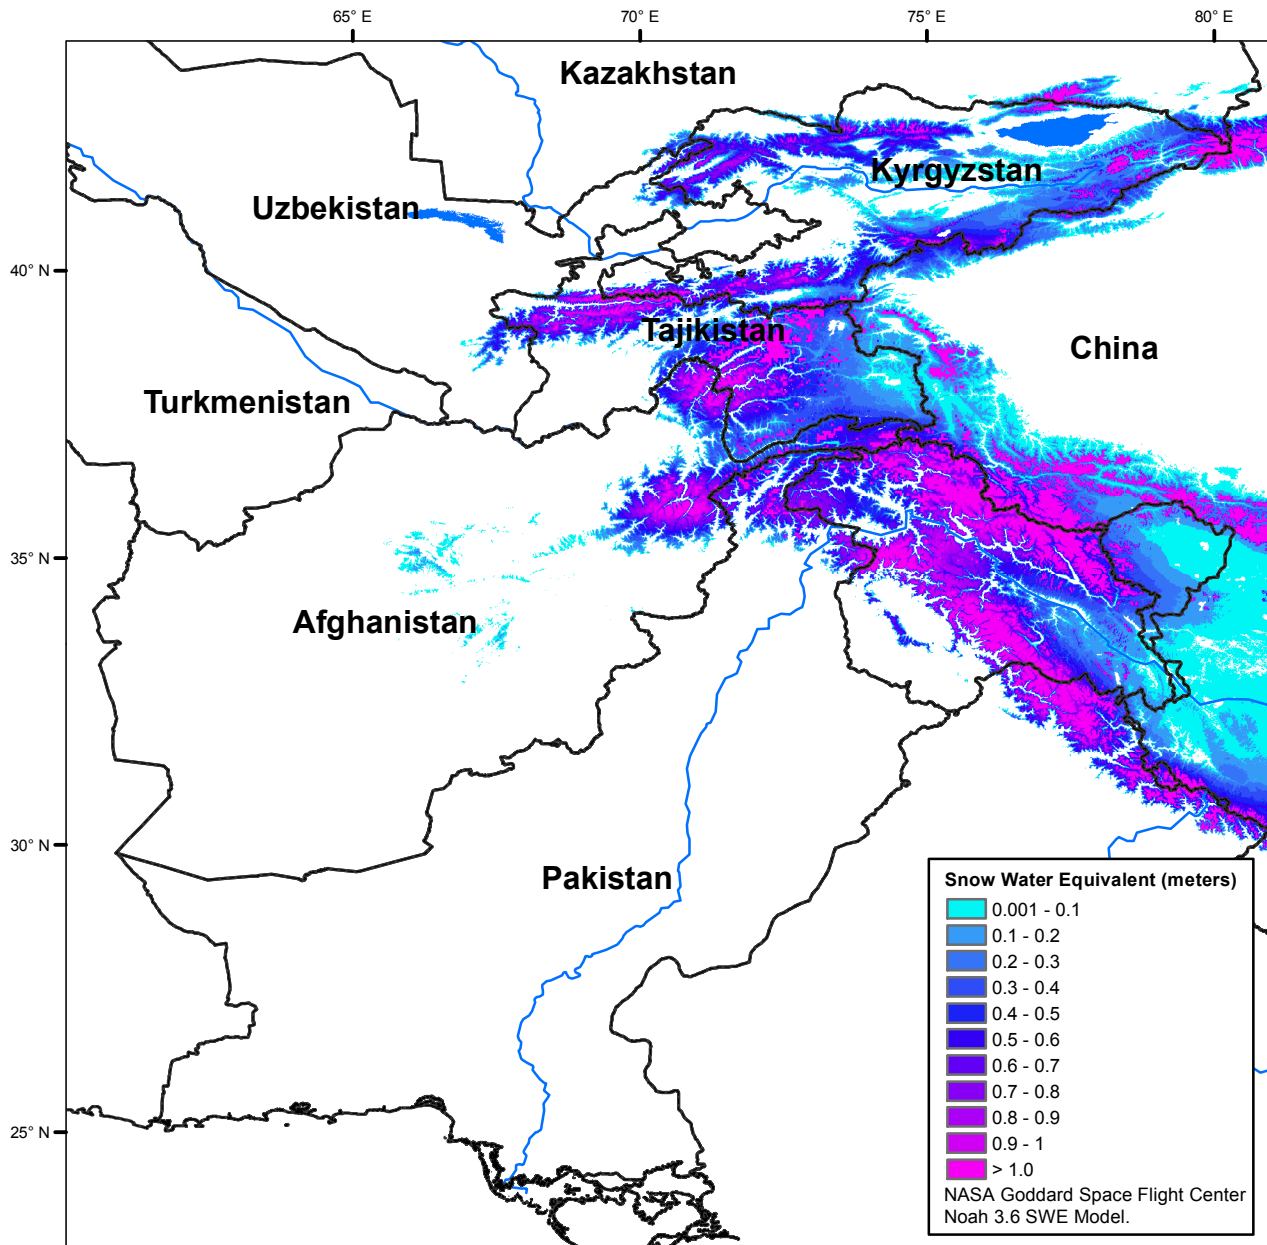 65° E
70° E
75° E
80° E
Kazakhstan
Kyrgyzstan
Uzbekistan
40° N
Tajikistan
China
Turkmenistan
35° N
Afghanistan
30° N
Pakistan
25° N
Snow Water Equivalent (meters)
0.001 - 0.1
0.1 - 0.2
0.2 - 0.3
0.3 - 0.4
0.4 - 0.5
0.5 - 0.6
0.6 - 0.7
0.7 - 0.8
0.8 - 0.9
0.9 - 1
> 1.0
NASA Goddard Space Flight Center
Noah 3.6 SWE Model.